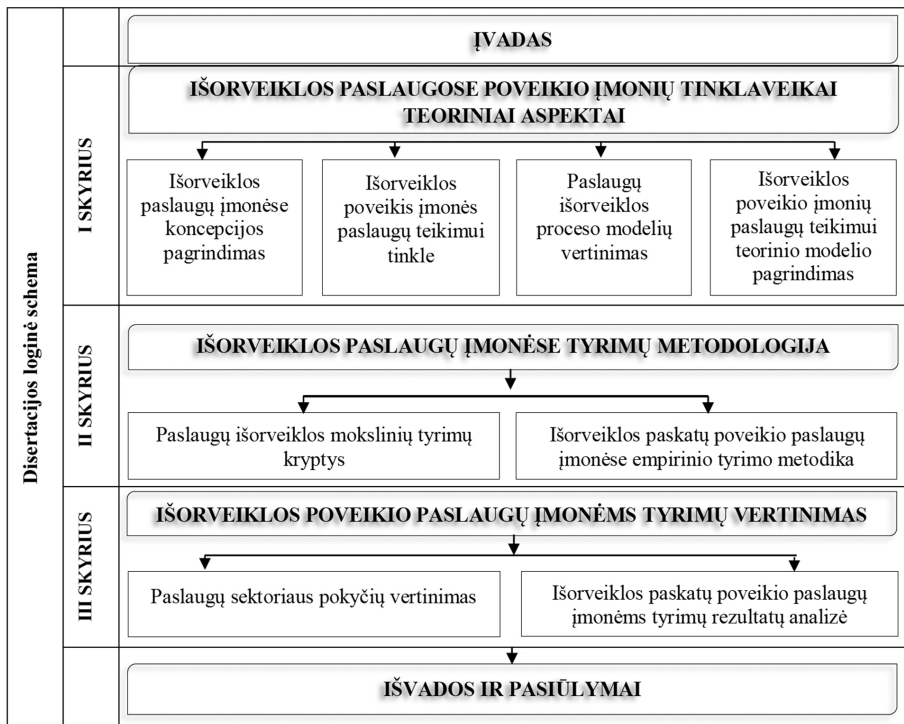 Disertacijos loginė schema
ĮVADAS
I SKYRIUS
IŠORVEIKLOS PASLAUGOSE POVEIKIO ĮMONIŲ TINKLAVEIKAI
TEORINIAI ASPEKTAI
Išorveiklos
paslaugų įmonėse
koncepcijos
pagrindimas
Išorveiklos
poveikis įmonės
paslaugų teikimui
tinkle
Paslaugų
išorveiklos
proceso modelių
vertinimas
Išorveiklos
poveikio įmonių
paslaugų teikimui
teorinio modelio
pagrindimas
II SKYRIUS
IŠORVEIKLOS PASLAUGŲ ĮMONĖSE TYRIMŲ METODOLOGIJA
Paslaugų išorveiklos mokslinių tyrimų
kryptys
Išorveiklos paskatų poveikio paslaugų
įmonėse empirinio tyrimo metodika
III SKYRIUS
IŠORVEIKLOS POVEIKIO PASLAUGŲ ĮMONĖMS TYRIMŲ VERTINIMAS
Paslaugų sektoriaus pokyčių vertinimas
Išorveiklos paskatų poveikio paslaugų
įmonėms tyrimų rezultatų analizė
IŠVADOS IR PASIŪLYMAI